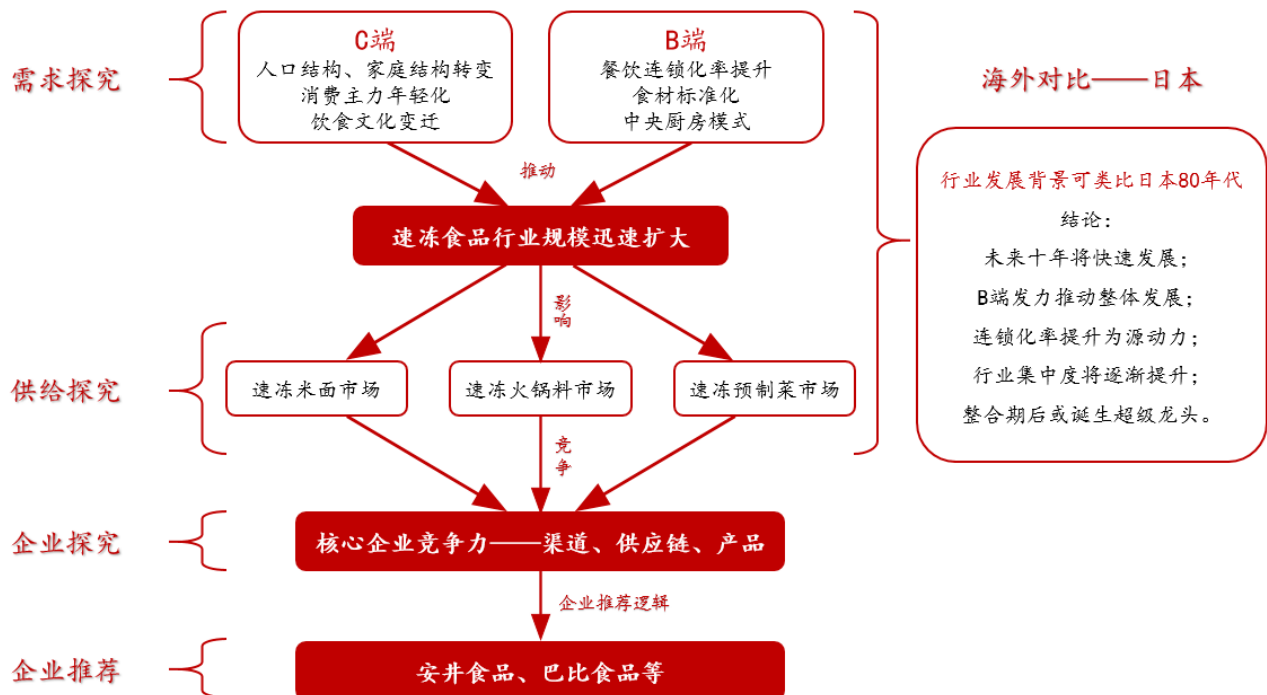 需求探究
C端
人口结构、家庭结构转变
消费主力年轻化
饮食文化变迁
B端
餐饮连锁化率提升
食材标准化
中央厨房模式
推动
速冻食品行业规模迅速扩大
影响
供给探究
速冻米面市场
速冻火锅料市场
速冻预制菜市场
竞争
企业探究
核心企业竞争力——渠道、供应链、产品
企业推荐逻辑
企业推荐
安井食品、巴比食品等
海外对比——日本
行业发展背景可类比日本80年代
结论：
未来十年将快速发展；
B端发力推动整体发展；
连锁化率提升为源动力；
行业集中度将逐渐提升；
整合期后或诞生超级龙头。